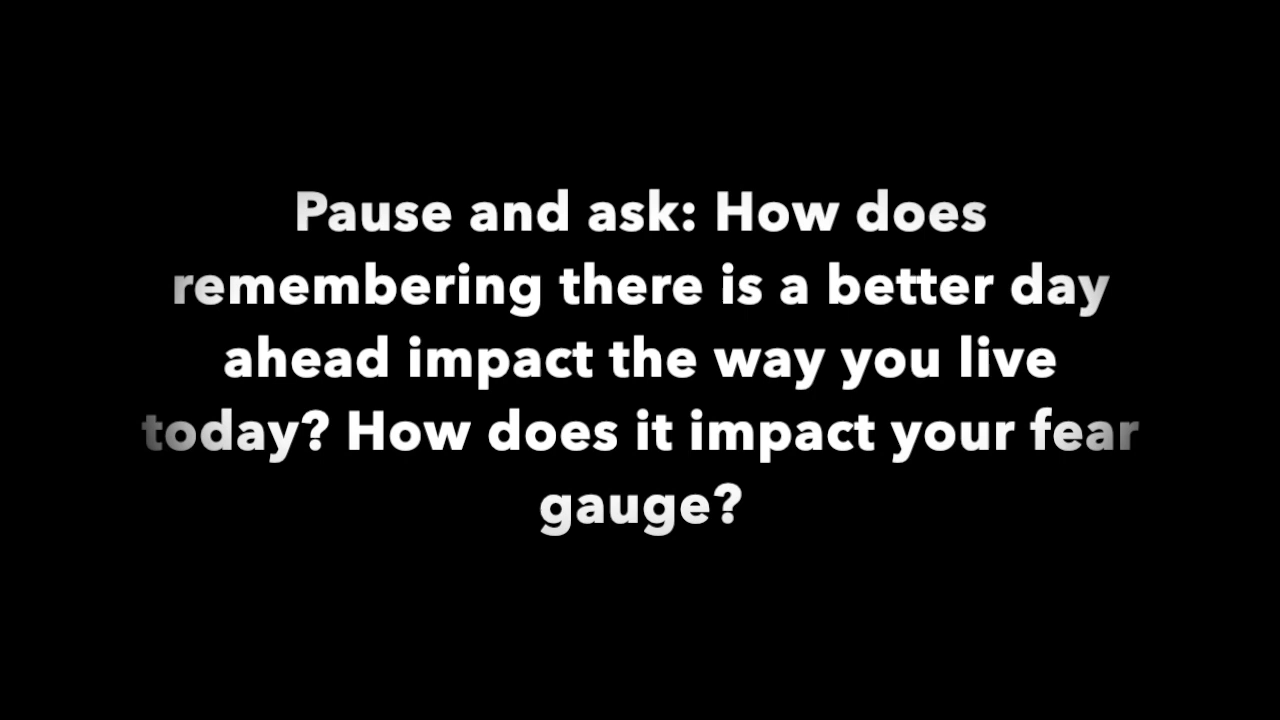 Pause and ask: How does
remembering there is a better day
ahead impact the way you live
today? How does it impact your fear
gauge?